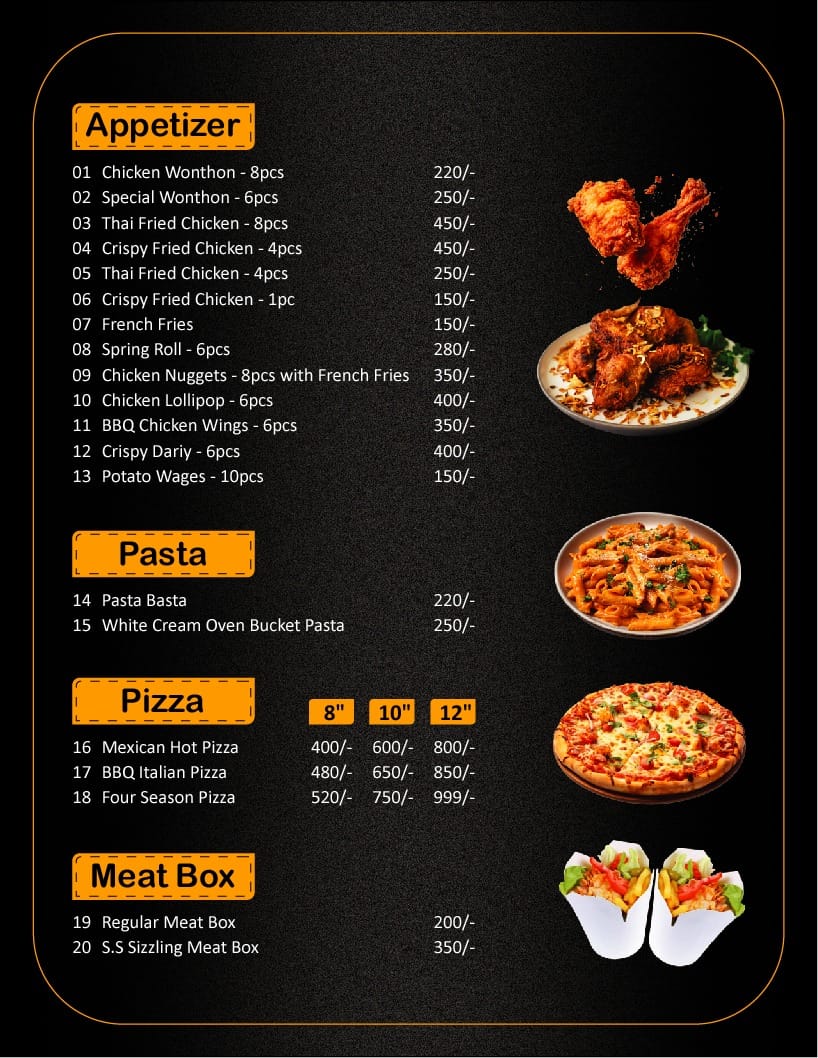 Appetizer
01 Chicken Wonthon - 8pcs 220/-
02 Special Wonthon - 6pcs 250/-
03 Thai Fried Chicken - 8pcs 450/-
04 Crispy Fried Chicken - 4pcs 450/-
05 Thai Fried Chicken - 4pcs 250/-
06 Crispy Fried Chicken - 1pc 150/-
07 French Fries 150/-
08 Spring Roll - 6pcs 280/-
09 Chicken Nuggets - 8pcs with French Fries 350/-
10 Chicken Lollipop - 6pcs 400/-
11 BBQ Chicken Wings - 6pcs 350/-
12 Crispy Dariy - 6pcs 400/-
13 Potato Wages - 10pcs 150/-
Pasta
14 Pasta Basta 220/-
15 White Cream Oven Bucket Pasta 250/-
Pizza 8" 10" 12"
16 Mexican Hot Pizza 400/- 600/- 800/-
17 BBQ Italian Pizza 480/- 650/- 850/-
18 Four Season Pizza 520/- 750/- 999/-
Meat Box
19 Regular Meat Box 200/-
20 S.S Sizzling Meat Box 350/-